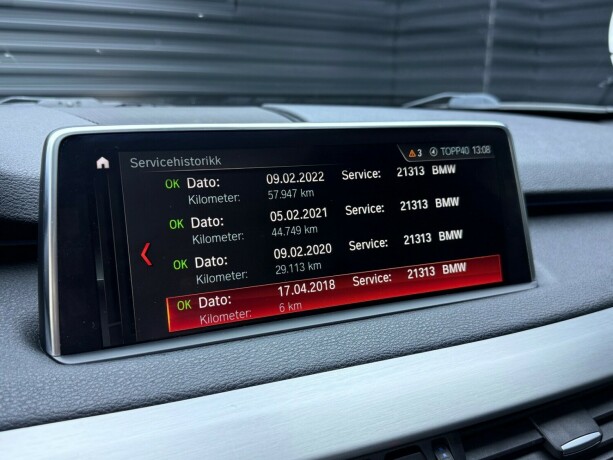 Servicehistorikk
3 TOPP40 13:08
OK Dato: 09.02.2022 Service: 21313 BMW
Kilometer: 57.947 km
OK Dato: 05.02.2021 Service: 21313 BMW
Kilometer: 44.749 km
OK Dato: 09.02.2020 Service: 21313 BMW
Kilometer: 29.113 km
OK Dato: 17.04.2018 Service: 21313 BMW
Kilometer: 6 km